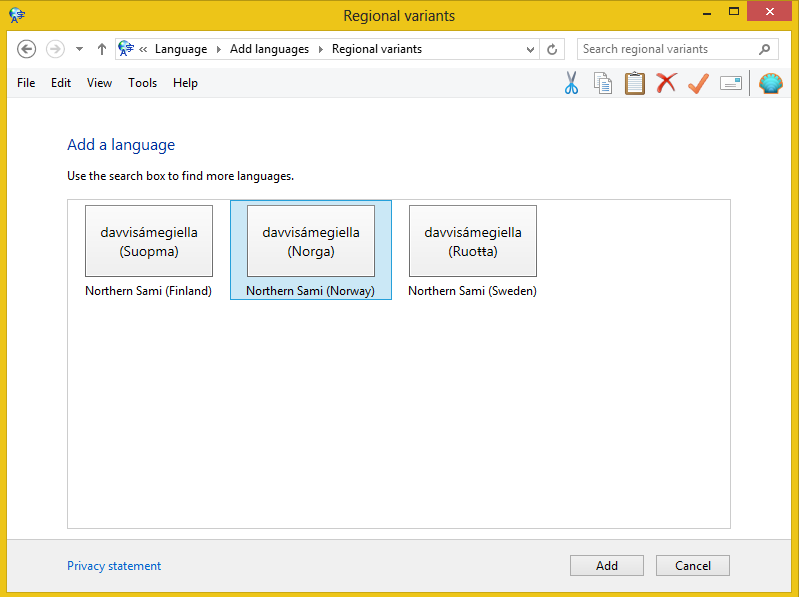 Regional variants
« Language Add languages Regional variants
Search regional variants
File Edit View Tools Help
Add a language
Use the search box to find more languages.
davvisámegiella
(Suopma)
Northern Sami (Finland)
davvisámegiella
(Norga)
Northern Sami (Norway)
davvisámegiella
(Ruoŧŧa)
Northern Sami (Sweden)
Privacy statement
Add
Cancel